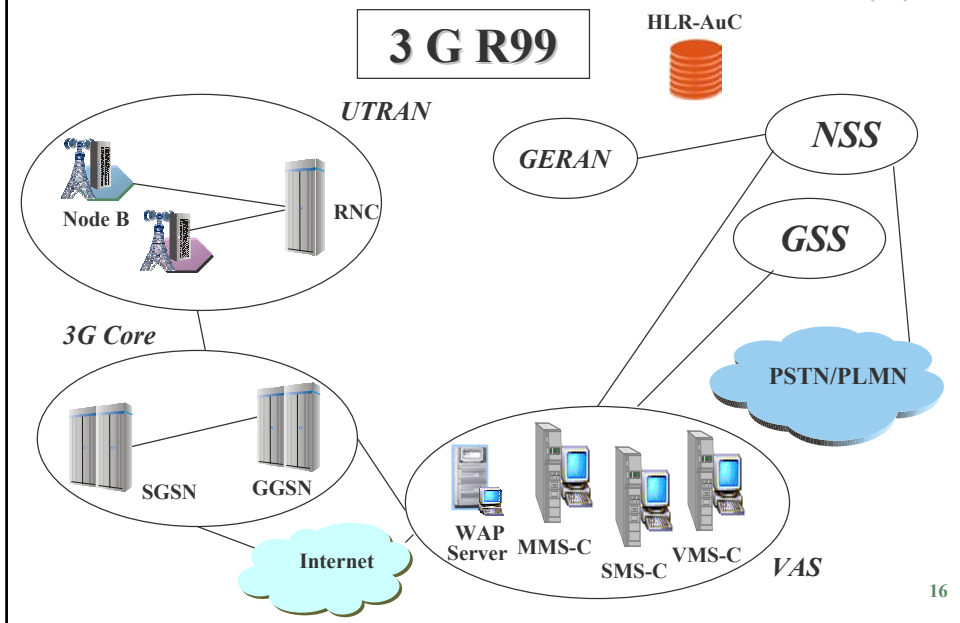 3 G R99
HLR-AuC
UTRAN
GERAN
NSS
Node B
RNC
GSS
3G Core
PSTN/PLMN
SGSN
GGSN
WAP
Server
MMS-C
SMS-C
VMS-C
Internet
VAS
16